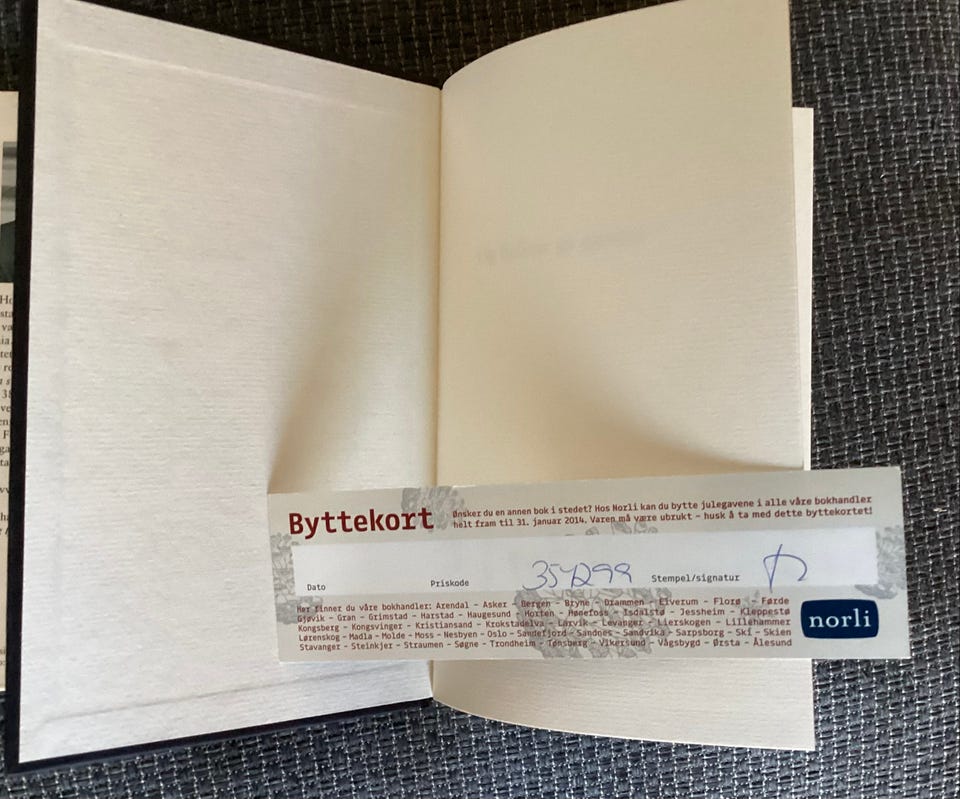 Byttekort
Ønsker du en annen bok i stedet? Hos Norli kan du bytte julegavene i alle våre bokhandler
helt fram til 31. januar 2014. Varen må være ubrukt – husk å ta med dette byttekortet!
Dato Priskode Stempel/signatur
Her finner du våre bokhandler: Arendal – Asker – Bergen – Bryne – Drammen – Elverum – Florø – Førde
Gjøvik – Gran – Grimstad – Harstad – Haugesund – Horten – Hønefoss – Isdalstø – Jessheim – Kleppestø
Kongsberg – Kongsvinger – Kristiansand – Krokstadelva – Larvik – Levanger – Lierskogen – Lillehammer
Lørenskog – Madla – Molde – Moss – Nesbyen – Oslo – Sandefjord – Sandnes – Sandvika – Sarpsborg – Ski – Skien
Stavanger – Steinkjer – Straumen – Søgne – Trondheim – Tønsberg – Vikersund – Vågsbygd – Ørsta – Ålesund
norli